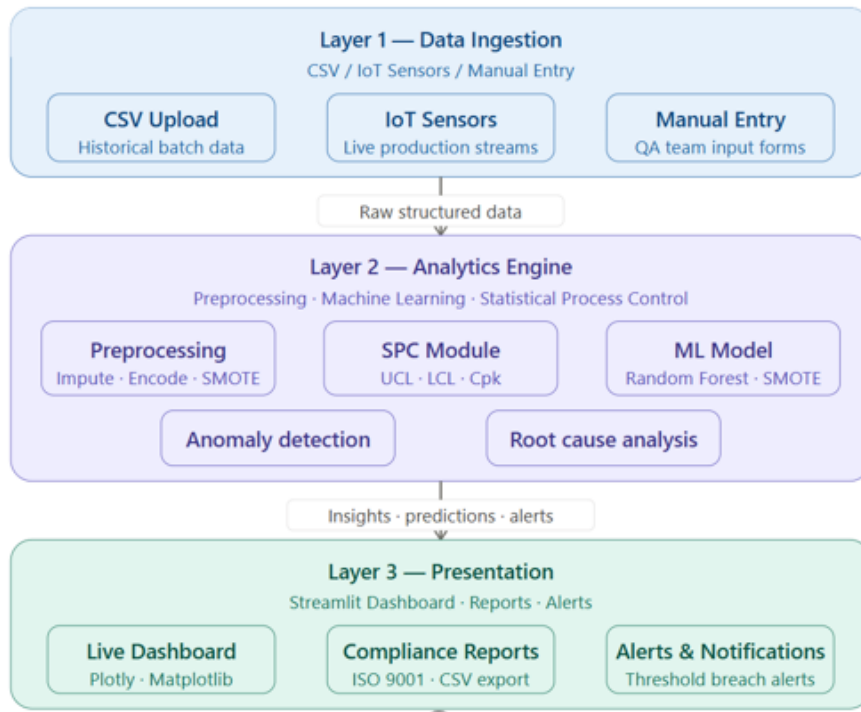 Layer 1 — Data Ingestion
CSV / IoT Sensors / Manual Entry
CSV Upload
Historical batch data
IoT Sensors
Live production streams
Manual Entry
QA team input forms
Raw structured data
Layer 2 — Analytics Engine
Preprocessing · Machine Learning · Statistical Process Control
Preprocessing
Impute · Encode · SMOTE
SPC Module
UCL · LCL · Cpk
ML Model
Random Forest · SMOTE
Anomaly detection
Root cause analysis
Insights · predictions · alerts
Layer 3 — Presentation
Streamlit Dashboard · Reports · Alerts
Live Dashboard
Plotly · Matplotlib
Compliance Reports
ISO 9001 · CSV export
Alerts & Notifications
Threshold breach alerts